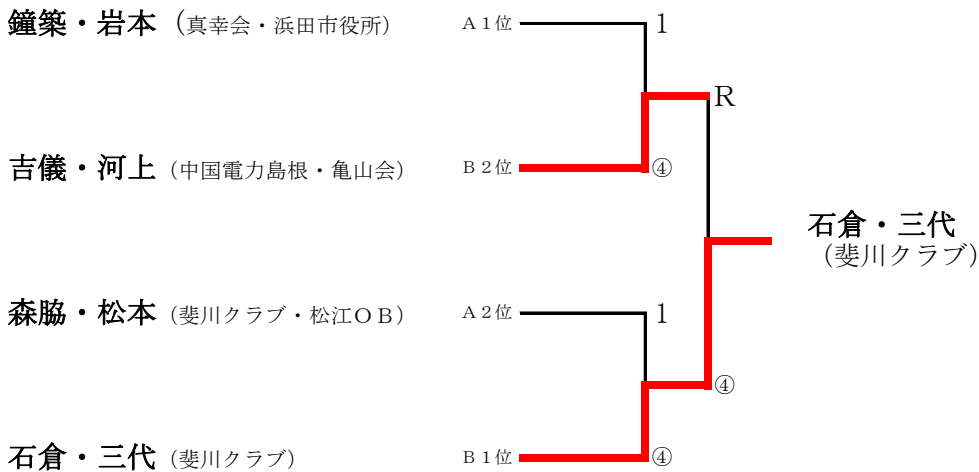 鐘築・岩本（真幸会・浜田市役所） A1位 1
R
吉儀・河上（中国電力島根・亀山会） B2位 ④
石倉・三代
（斐川クラブ）
森脇・松本（斐川クラブ・松江OB） A2位 1
④
石倉・三代（斐川クラブ） B1位 ④